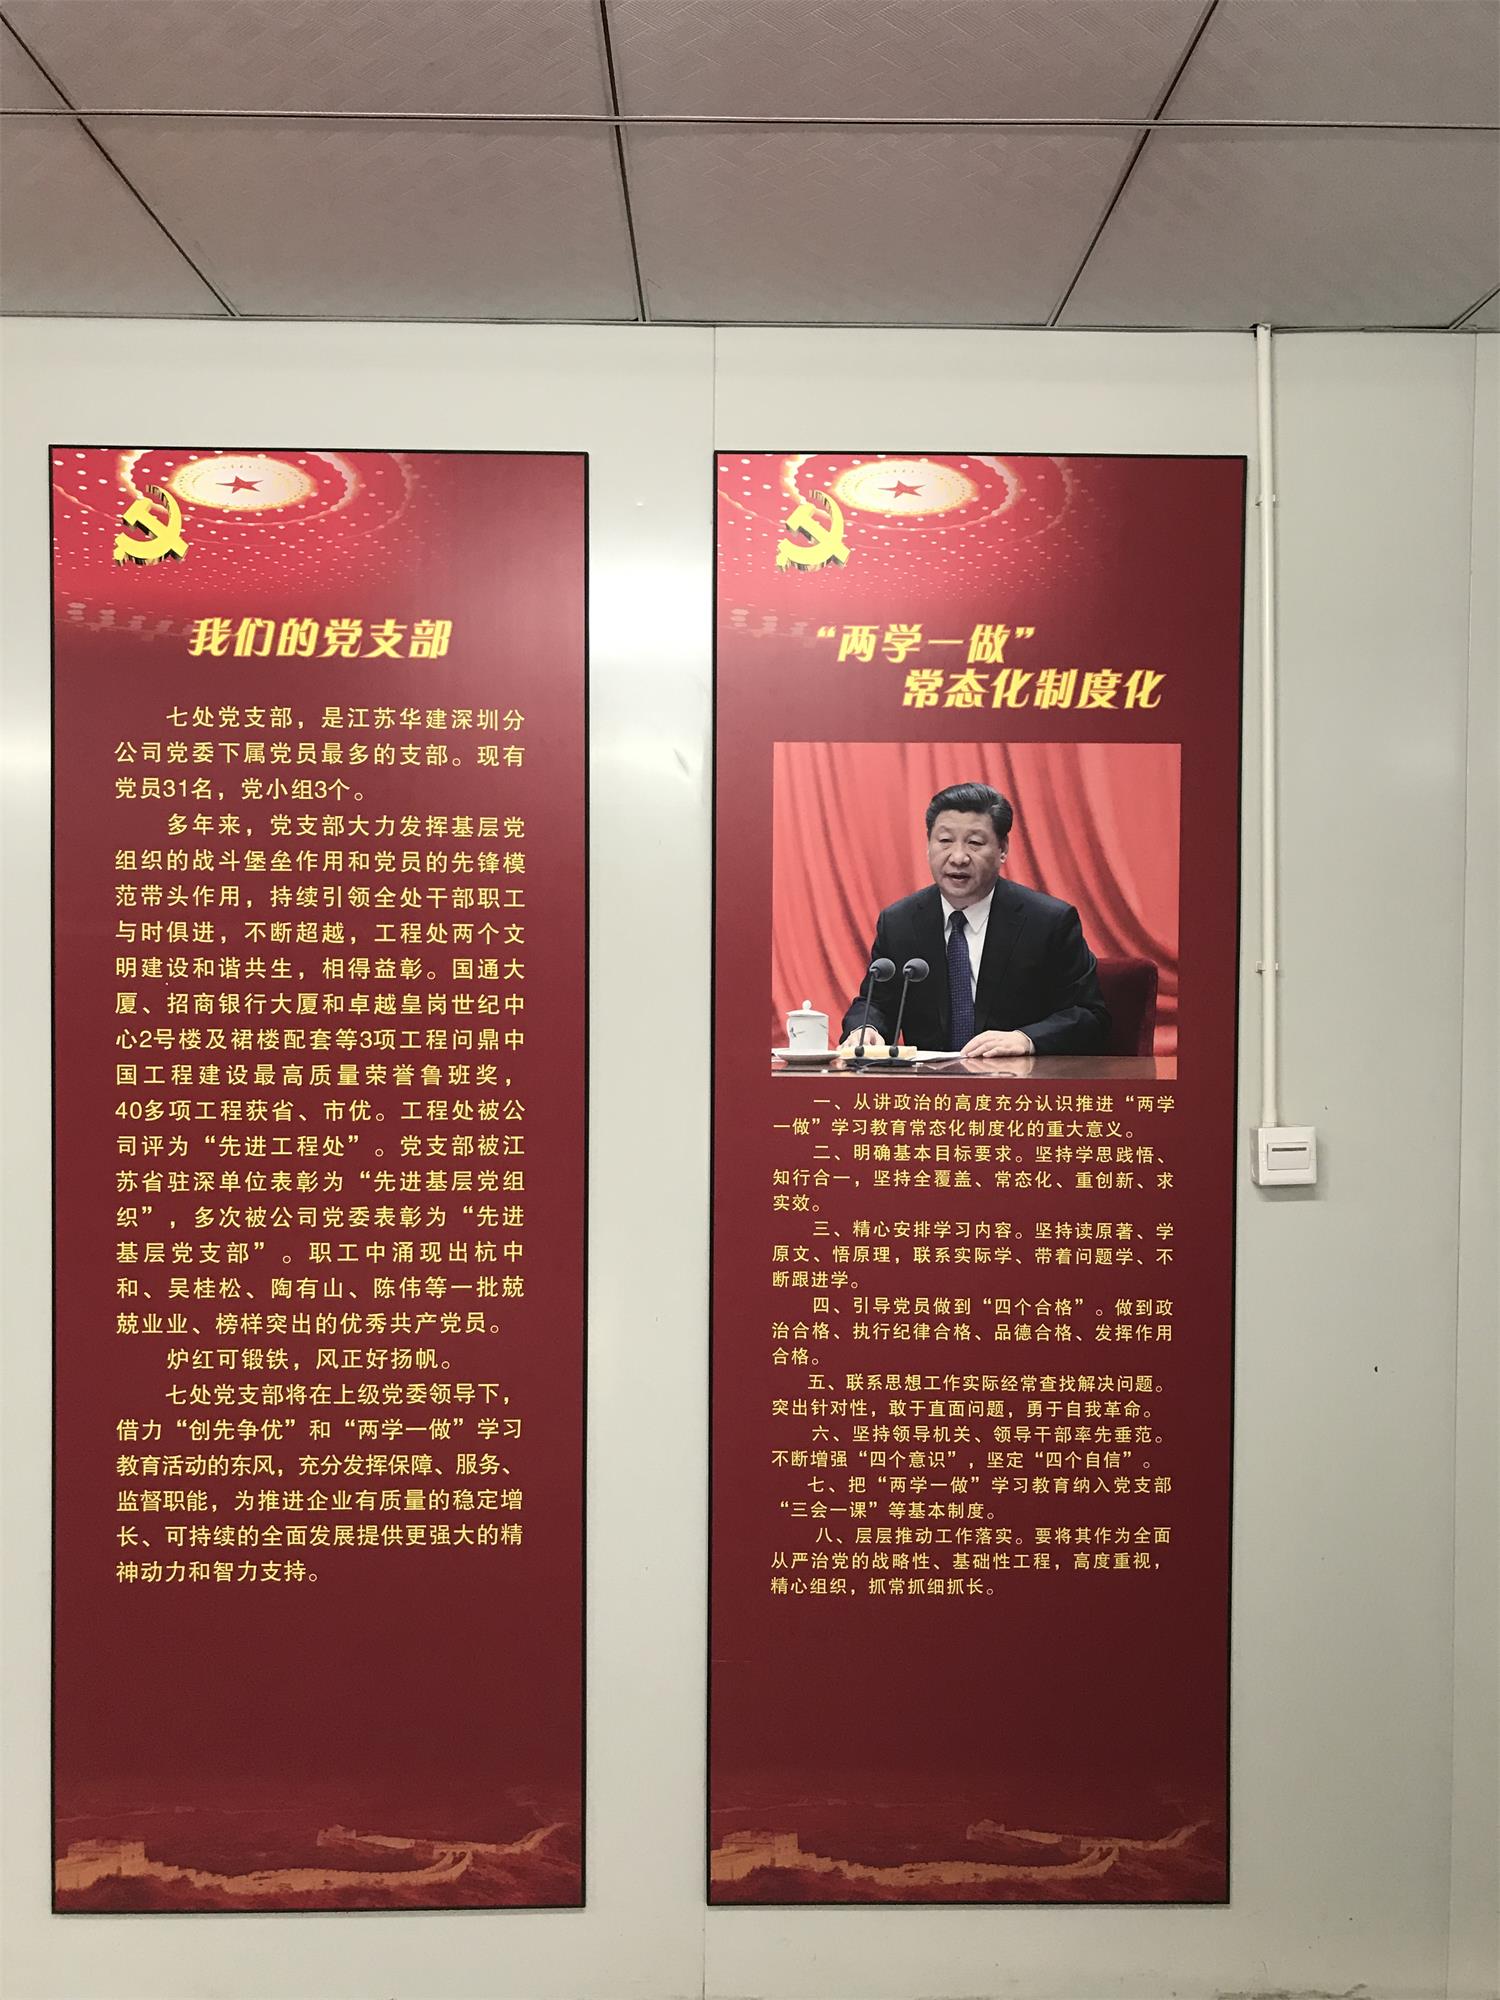 我们的党支部
七处党支部，是江苏华建深圳分
公司党委下属党员最多的支部。现有
党员31名，党小组3个。
多年来，党支部大力发挥基层党
组织的战斗堡垒作用和党员的先锋模
范带头作用，持续引领全处干部职工
与时俱进，不断超越，工程处两个文
明建设和谐共生，相得益彰。国通大
厦、招商银行大厦和卓越皇岗世纪中
心2号楼及裙楼配套等3项工程问鼎中
国工程建设最高质量荣誉鲁班奖，
40多项工程获省、市优。工程处被公
司评为“先进工程处”。党支部被江
苏省驻深单位表彰为“先进基层党组
织”，多次被公司党委表彰为“先进
基层党支部”。职工中涌现出杭中
和、吴桂松、陶有山、陈伟等一批兢
兢业业、榜样突出的优秀共产党员。
炉红可锻铁，风正好扬帆。
七处党支部将在上级党委领导下，
借力“创先争优”和“两学一做”学习
教育活动的东风，充分发挥保障、服务、
监督职能，为推进企业有质量的稳定增
长、可持续的全面发展提供更强大的精
神动力和智力支持。
“两学一做”
常态化制度化
一、从讲政治的高度充分认识推进“两学
一做”学习教育常态化制度化的重大意义。
二、明确基本目标要求。坚持学思践悟、
知行合一，坚持全覆盖、常态化、重创新、求
实效。
三、精心安排学习内容。坚持读原著、学
原文、悟原理，联系实际学、带着问题学、不
断跟进学。
四、引导党员做到“四个合格”。做到政
治合格、执行纪律合格、品德合格、发挥作用
合格。
五、联系思想工作实际经常查找解决问题。
突出针对性，敢于直面问题，勇于自我革命。
六、坚持领导机关、领导干部率先垂范。
不断增强“四个意识”，坚定“四个自信”。
七、把“两学一做”学习教育纳入党支部
“三会一课”等基本制度。
八、层层推动工作落实。要将其作为全面
从严治党的战略性、基础性工程，高度重视，
精心组织，抓常抓细抓长。